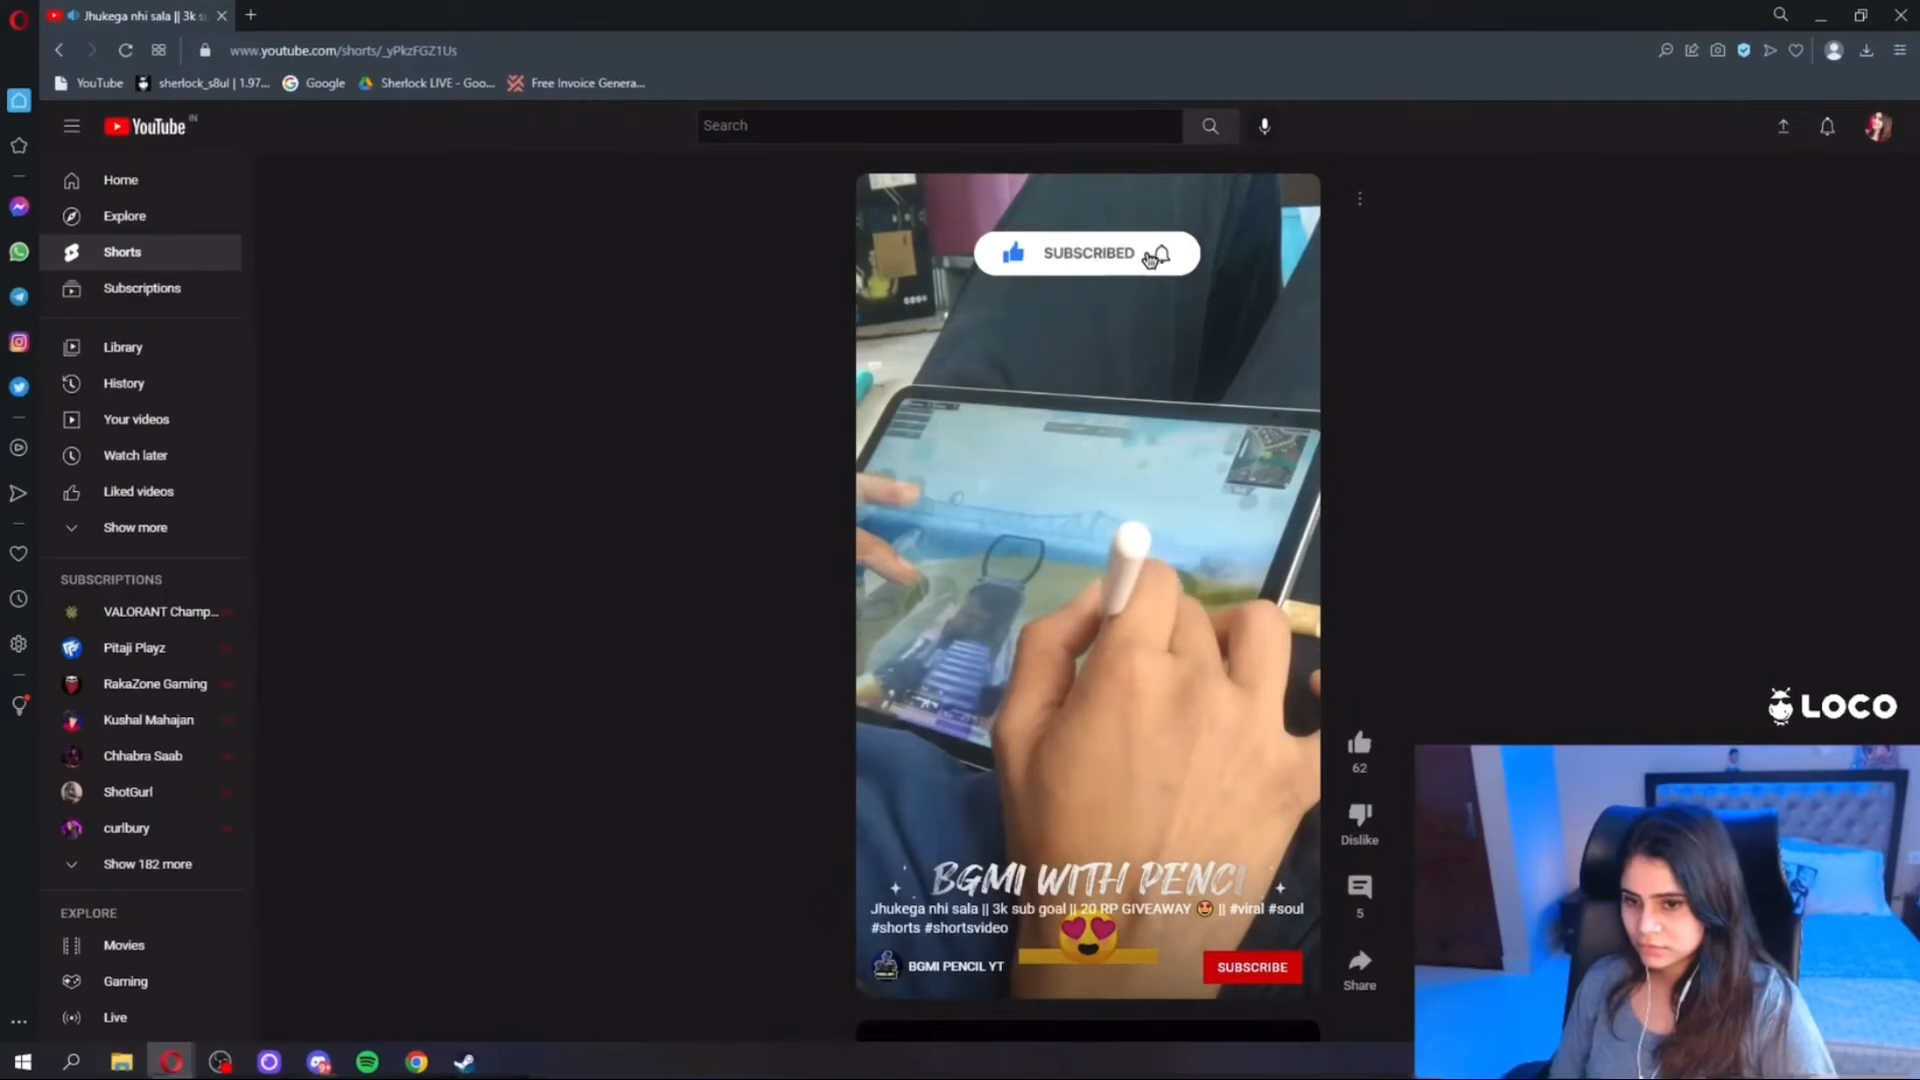 Jhukega nhi sala || 3k s
www.youtube.com/shorts/_yPkzFGZ1Us
YouTube
sherlock_s8ul | 1.97...
Google
Sherlock LIVE - Goo...
Free Invoice Genera...
YouTube IN
Search
Home
Explore
Shorts
Subscriptions
Library
History
Your videos
Watch later
Liked videos
Show more
SUBSCRIPTIONS
VALORANT Champ...
Pitaji Playz
RakaZone Gaming
Kushal Mahajan
Chhabra Saab
ShotGurl
curlbury
Show 182 more
EXPLORE
Movies
Gaming
Live
SUBSCRIBED
BGMI WITH PENCI
Jhukega nhi sala || 3k sub goal || 20 RP GIVEAWAY 🤩 || #viral #soul
#shorts #shortsvideo
BGMI PENCIL YT
SUBSCRIBE
62
Dislike
5
Share
LOCO